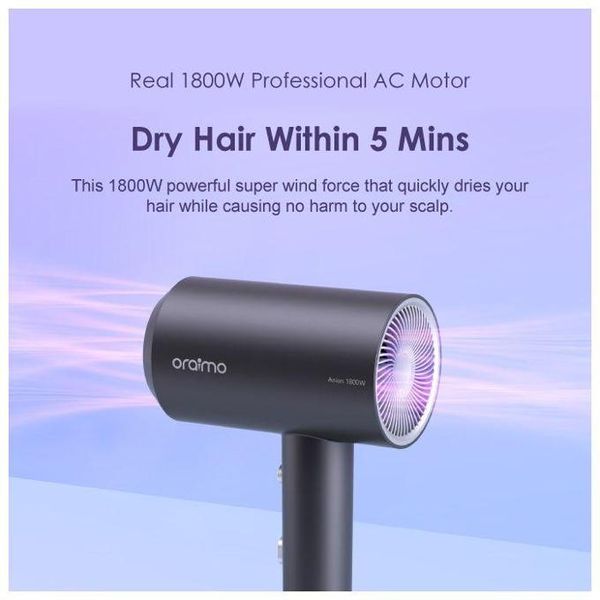 Real 1800W Professional AC Motor
Dry Hair Within 5 Mins
This 1800W powerful super wind force that quickly dries your
hair while causing no harm to your scalp.
oraimo
Anion 1800W